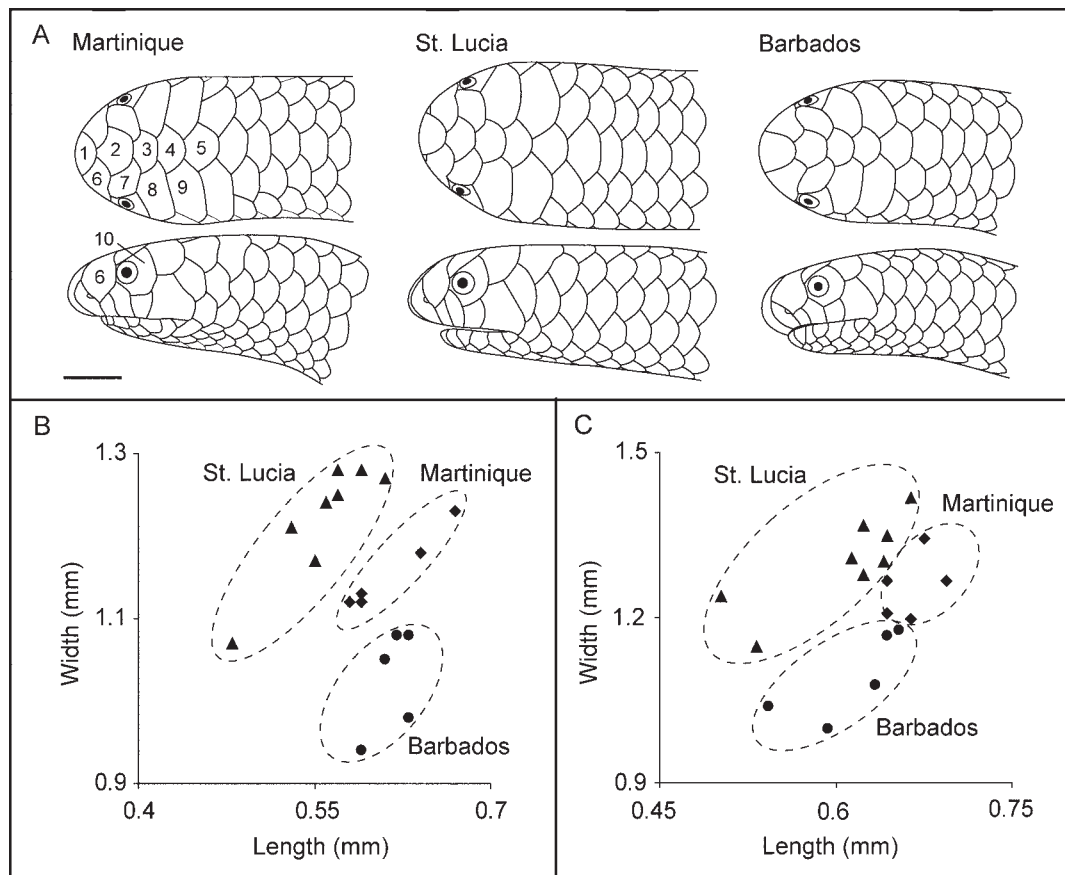 A
Martinique
St. Lucia
Barbados
1 2 3 4 5
6 7 8 9
10
6
B
1.3
1.1
0.9
0.4 0.55 0.7
Width (mm)
Length (mm)
St. Lucia
Martinique
Barbados
C
1.5
1.2
0.9
0.45 0.6 0.75
Width (mm)
Length (mm)
St. Lucia
Martinique
Barbados